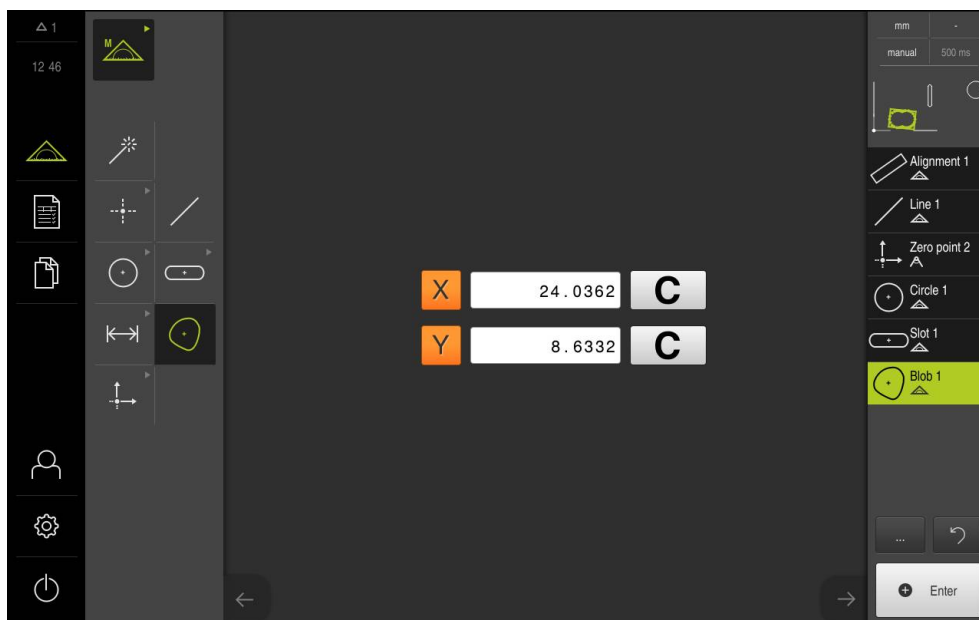 1
12 46
M
X
24.0362
C
Y
8.6332
C
mm
-
manual
500 ms
Alignment 1
Line 1
Zero point 2
Circle 1
Slot 1
Blob 1
...
Enter